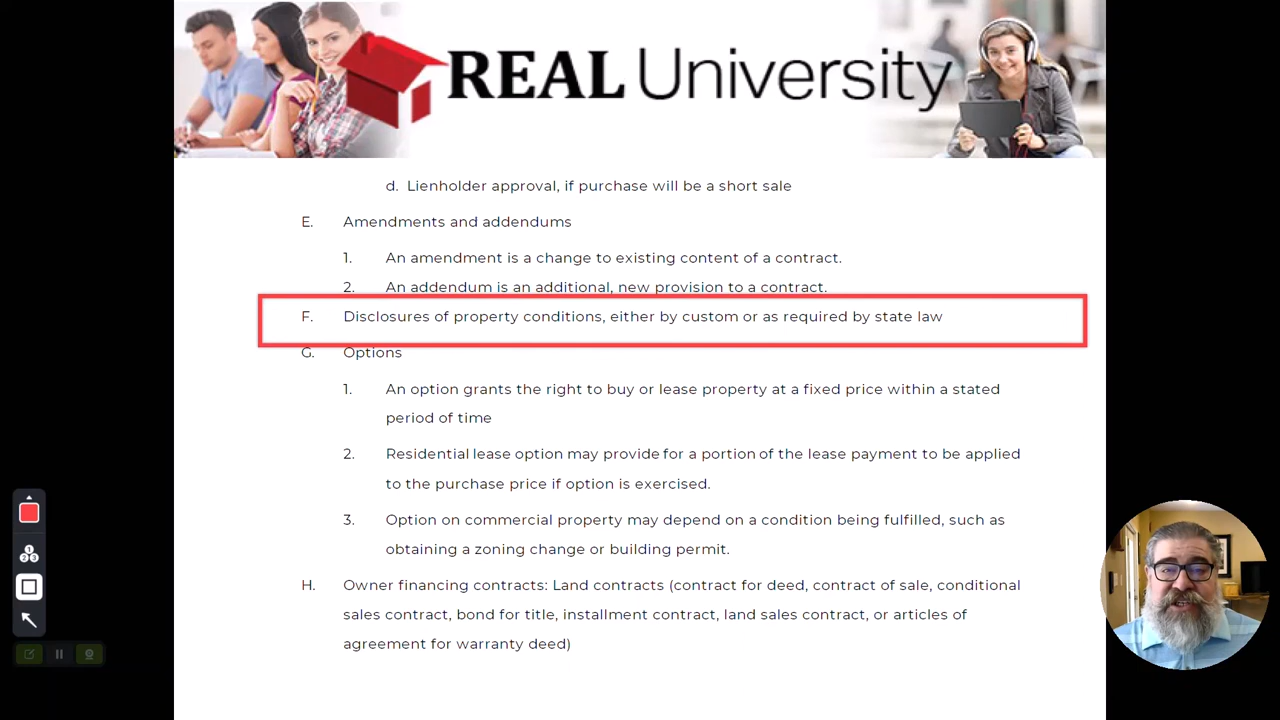 REAL University
d. Lienholder approval, if purchase will be a short sale
E. Amendments and addendums
1. An amendment is a change to existing content of a contract.
2. An addendum is an additional, new provision to a contract.
F. Disclosures of property conditions, either by custom or as required by state law
G. Options
1. An option grants the right to buy or lease property at a fixed price within a stated
period of time
2. Residential lease option may provide for a portion of the lease payment to be applied
to the purchase price if option is exercised.
3. Option on commercial property may depend on a condition being fulfilled, such as
obtaining a zoning change or building permit.
H. Owner financing contracts: Land contracts (contract for deed, contract of sale, conditional
sales contract, bond for title, installment contract, land sales contract, or articles of
agreement for warranty deed)